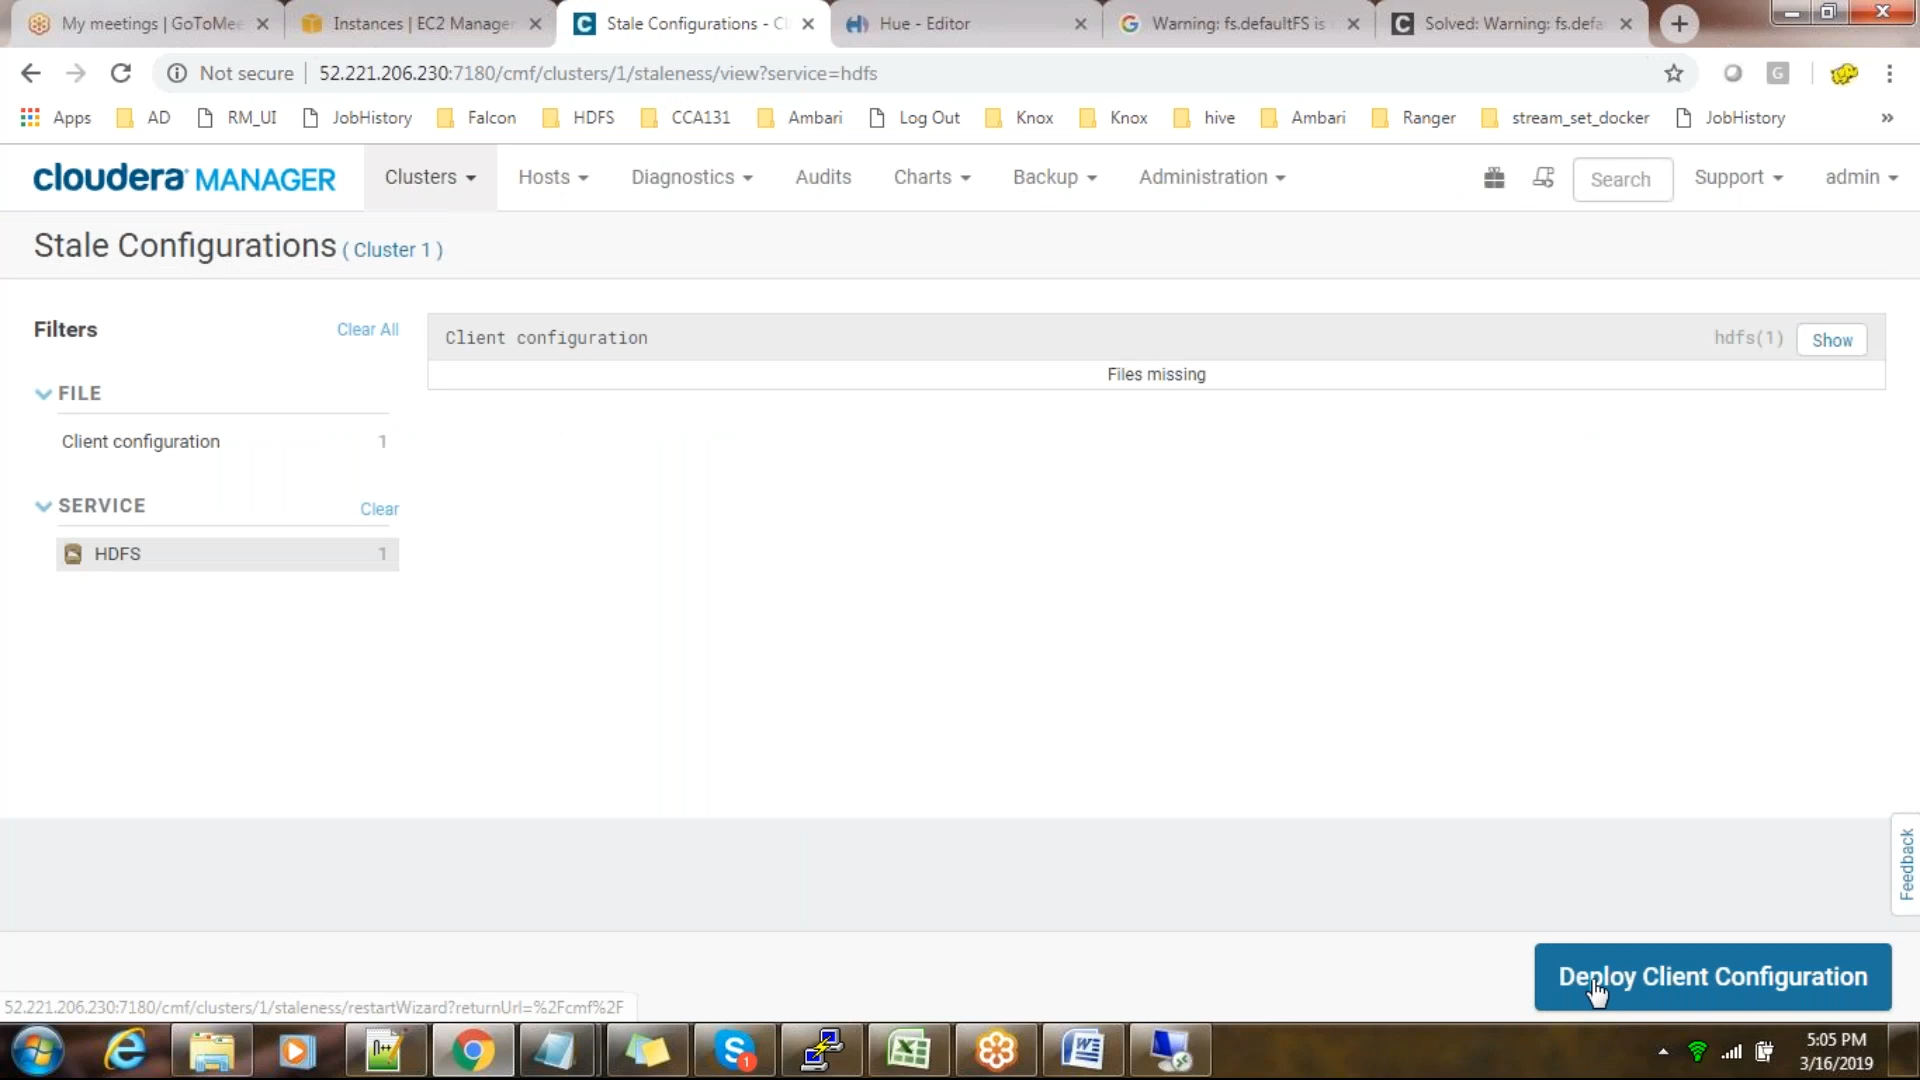 My meetings | GoToMee
Instances | EC2 Manager
Stale Configurations - Cl
Hue - Editor
Warning: fs.defaultFS is
Solved: Warning: fs.defa
Not secure
52.221.206.230:7180/cmf/clusters/1/staleness/view?service=hdfs
Apps
AD
RM_UI
JobHistory
Falcon
HDFS
CCA131
Ambari
Log Out
Knox
Knox
hive
Ambari
Ranger
stream_set_docker
JobHistory
»
cloudera MANAGER
Clusters
Hosts
Diagnostics
Audits
Charts
Backup
Administration
Search
Support
admin
Stale Configurations ( Cluster 1 )
Filters
Clear All
FILE
Client configuration 1
SERVICE
Clear
HDFS 1
Client configuration
hdfs(1)
Show
Files missing
Feedback
Deploy Client Configuration
52.221.206.230:7180/cmf/clusters/1/staleness/restartWizard?returnUrl=%2Fcmf%2F
5:05 PM
3/16/2019